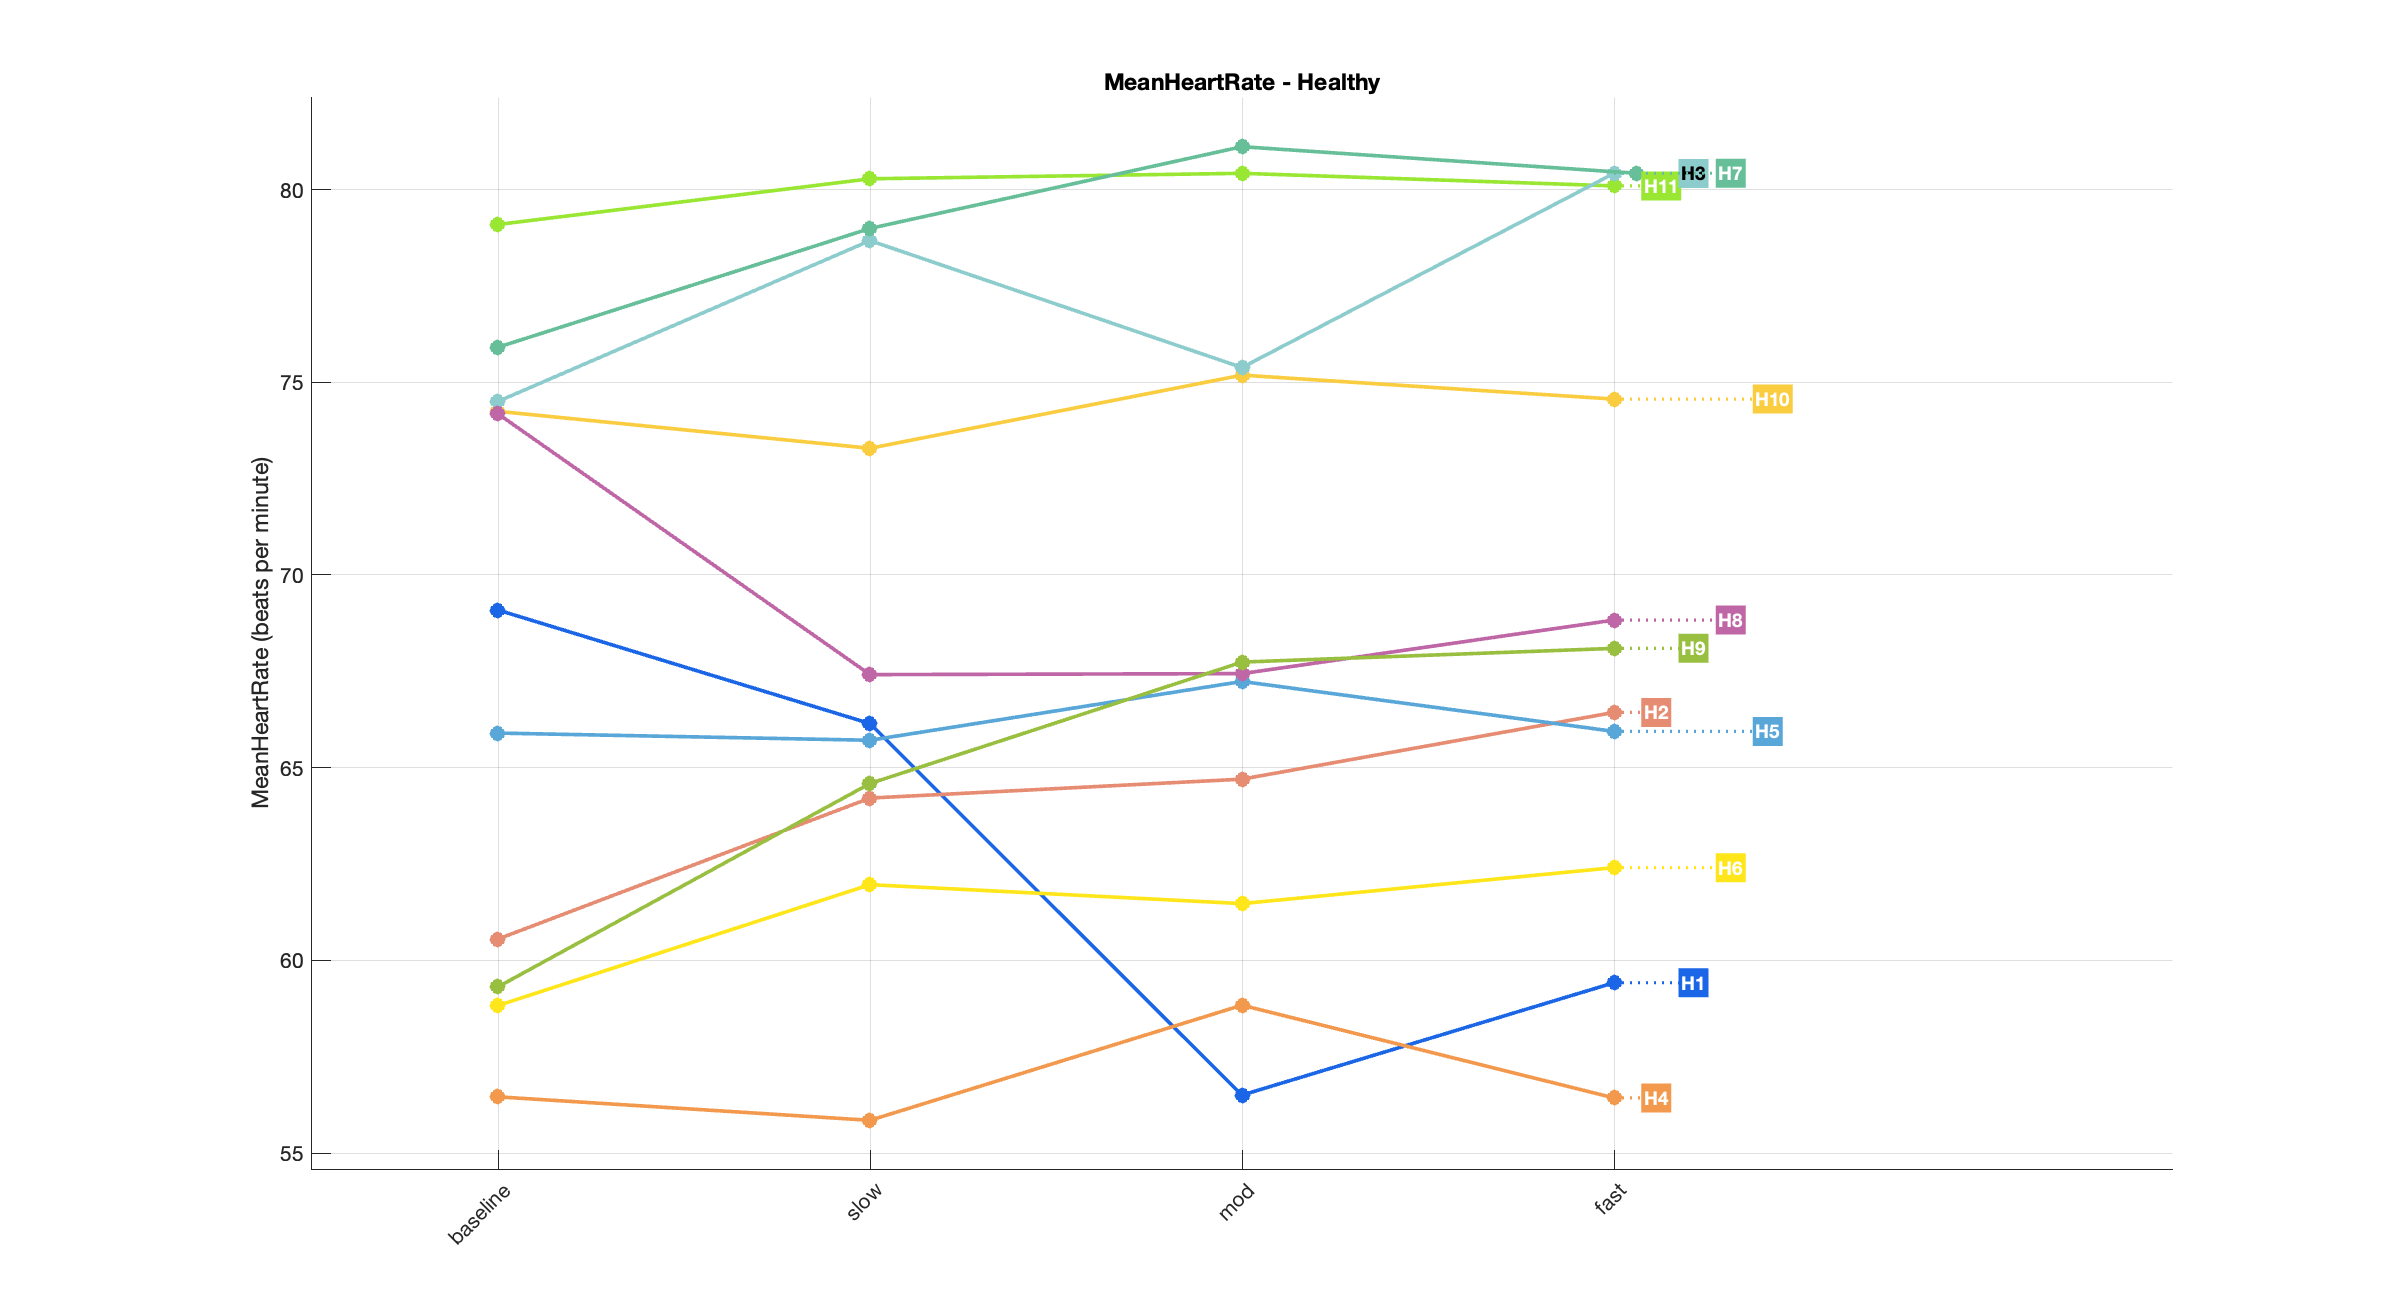 MeanHeartRate - Healthy
MeanHeartRate (beats per minute)
80
75
70
65
60
55
baseline
slow
mod
fast
H3
H7
H11
H10
H8
H9
H2
H5
H6
H1
H4